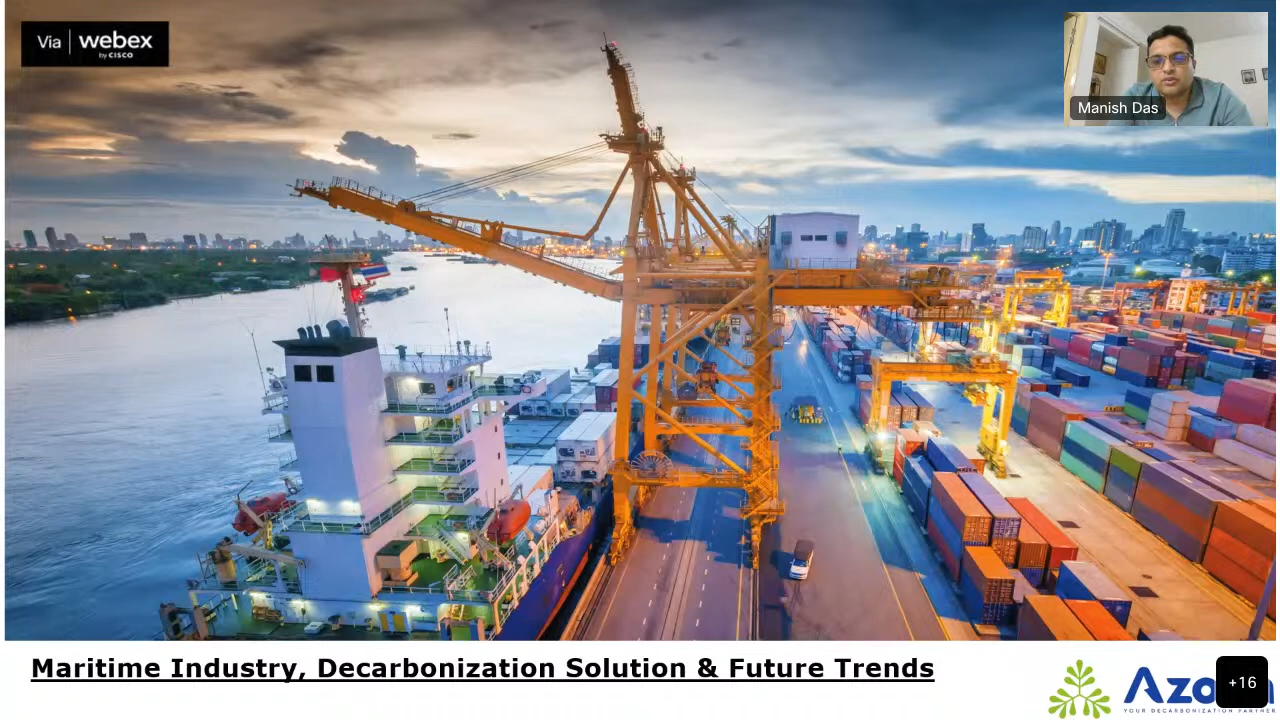 Via | webex
by CISCO
Manish Das
Maritime Industry, Decarbonization Solution & Future Trends
YOUR DECARBONIZATION PARTNER
+16